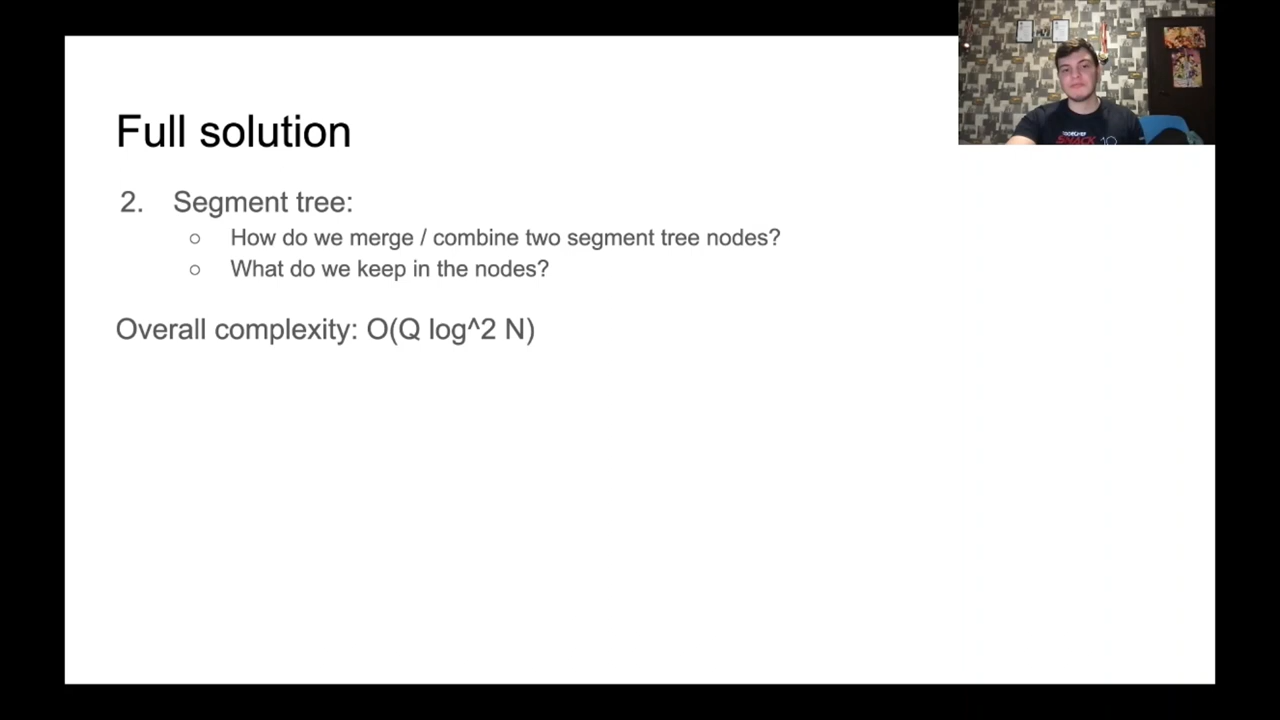 Full solution
2. Segment tree:
○ How do we merge / combine two segment tree nodes?
○ What do we keep in the nodes?
Overall complexity: O(Q log^2 N)
SNACK